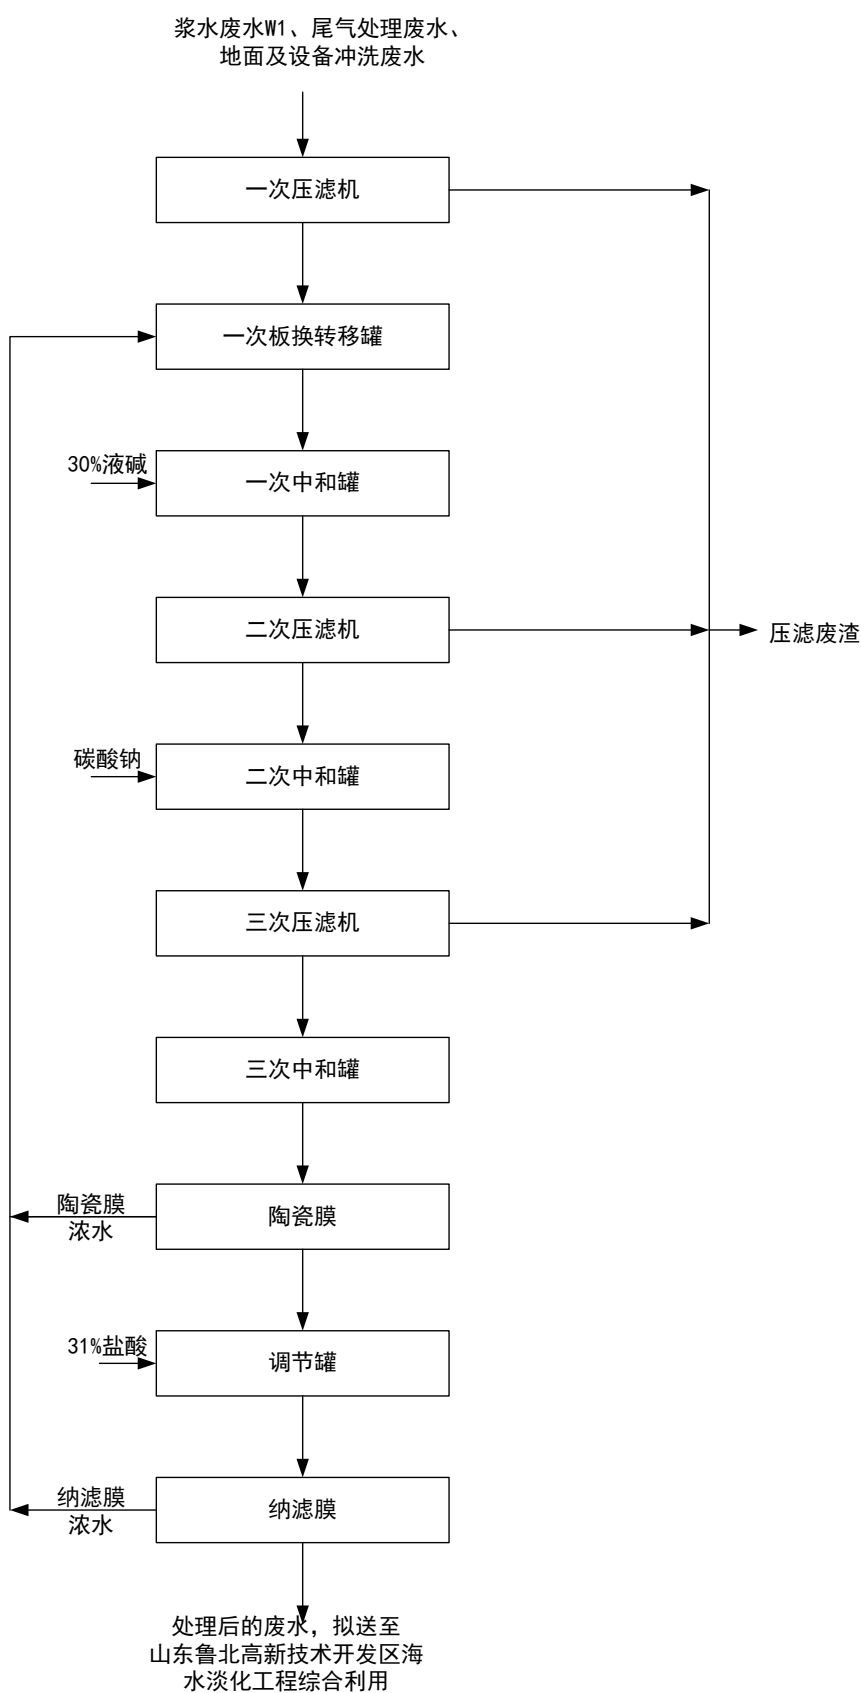 浆水废水W1、尾气处理废水、
地面及设备冲洗废水
一次压滤机
一次板换转移罐
30%液碱
一次中和罐
二次压滤机
压滤废渣
碳酸钠
二次中和罐
三次压滤机
三次中和罐
陶瓷膜
浓水
陶瓷膜
31%盐酸
调节罐
纳滤膜
浓水
纳滤膜
处理后的废水，拟送至
山东鲁北高新技术开发区海
水淡化工程综合利用